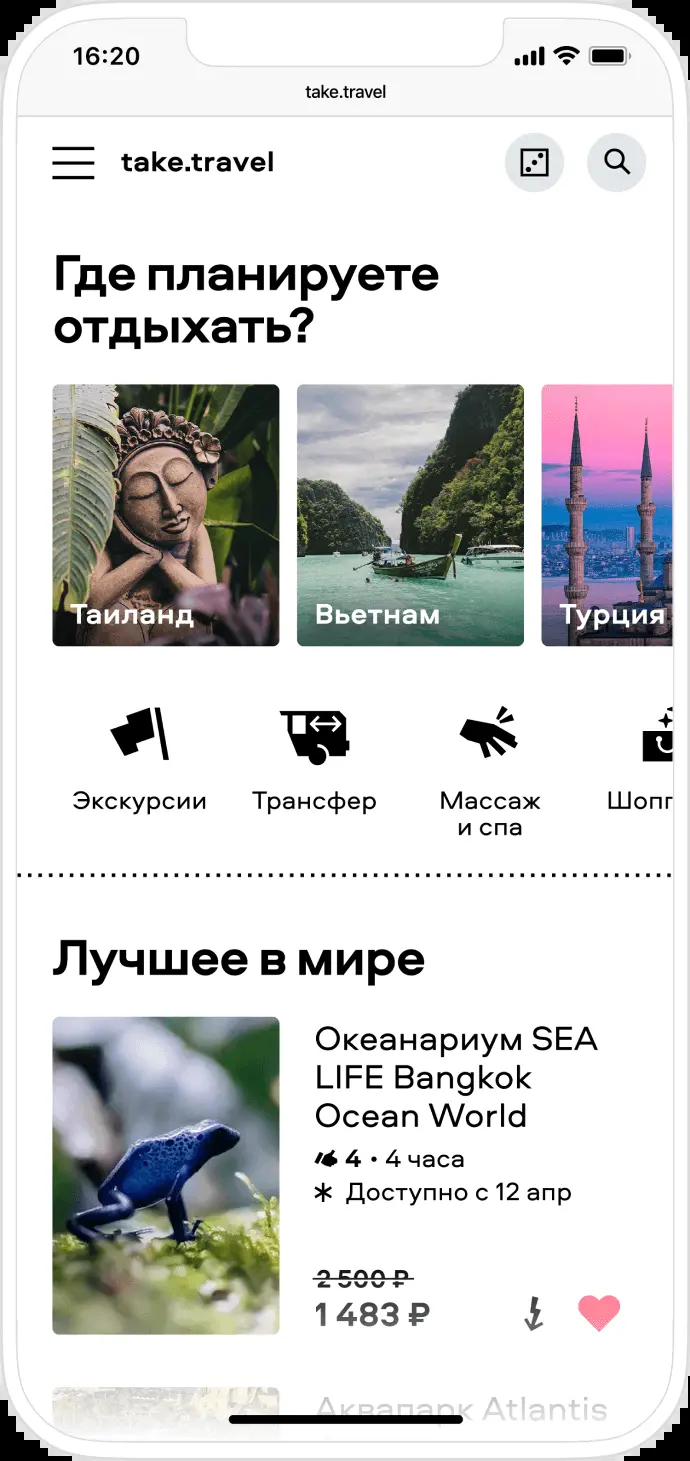 16:20
take.travel
take.travel
Где планируете
отдыхать?
Таиланд
Вьетнам
Турция
Экскурсии
Трансфер
Массаж
и спа
Шопп
Лучшее в мире
Океанариум SEA
LIFE Bangkok
Ocean World
4 • 4 часа
Доступно с 12 апр
2 500 ₽
1 483 ₽
Аквапарк Atlantis